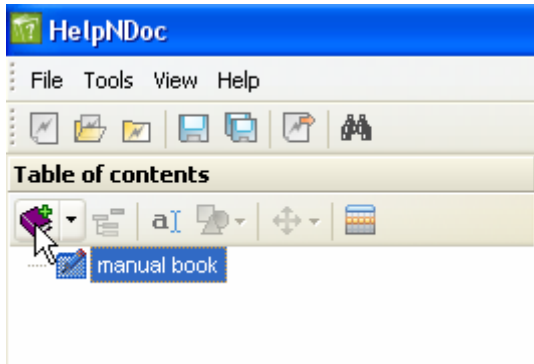 HelpNDoc
File Tools View Help
Table of contents
manual book